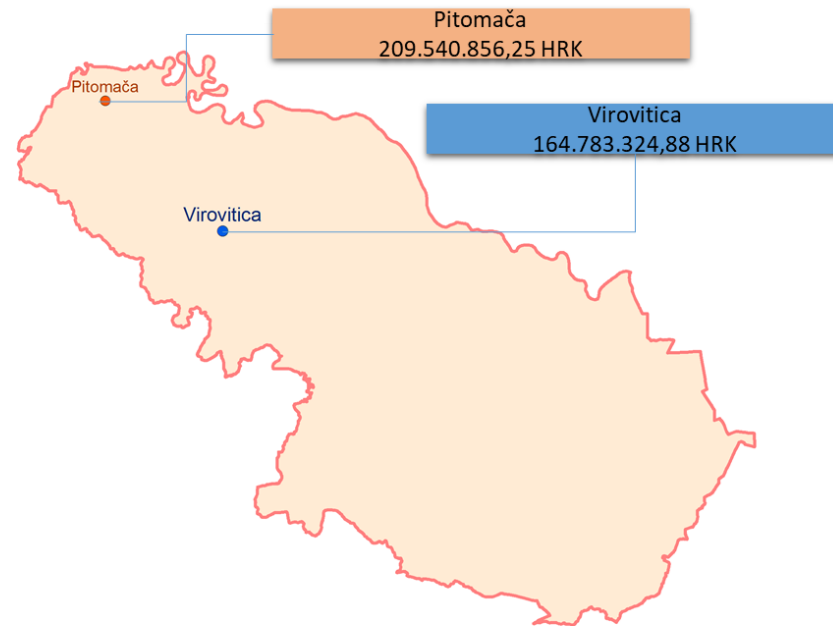 Pitomača
209.540.856,25 HRK
Pitomača
Virovitica
164.783.324,88 HRK
Virovitica